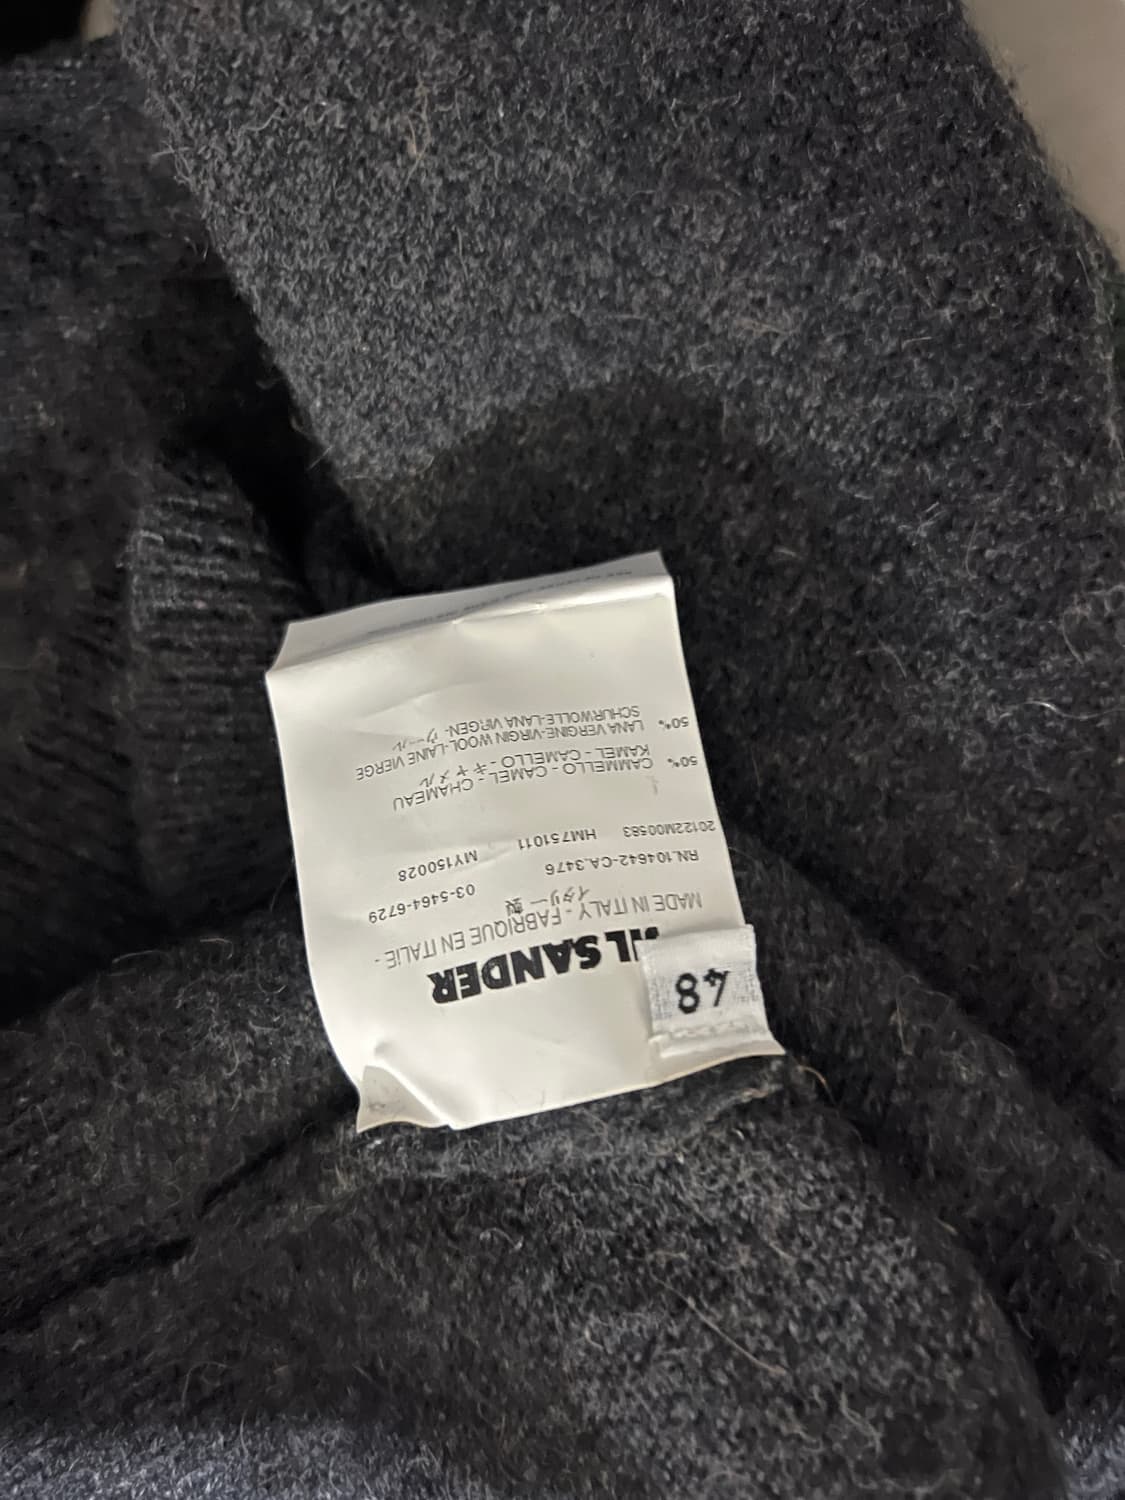 48
JIL SANDER
MADE IN ITALY - FABRIQUE EN ITALIE -
イタリー製 03-5464-6729
RN.104642-CA.3476
MY150028
20122M00583 HM751011
50% CAMMELLO - CAMEL - CHAMEAU
KAMEL - CAMELLO - キャメル
50% LANA VERGINE-VIRGIN WOOL-LAINE VIERGE
SCHURWOLLE-LANA VIRGEN- ウール